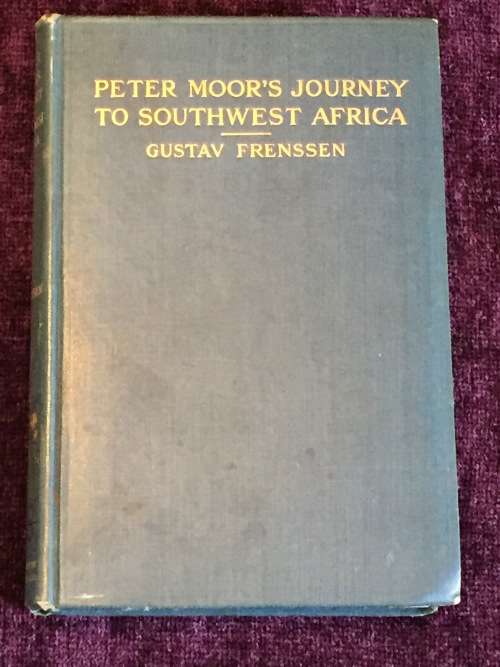 PETER MOOR'S JOURNEY
TO SOUTHWEST AFRICA
GUSTAV FRENSSEN